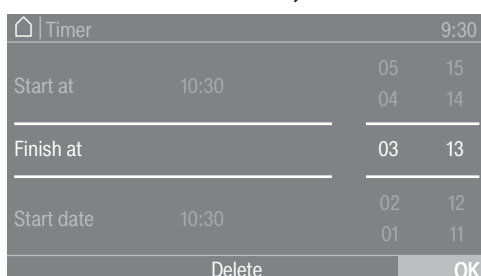 Timer 9:30
05 15
Start at 10:30
04 14
Finish at 03 13
02 12
Start date 10:30
01 11
Delete OK